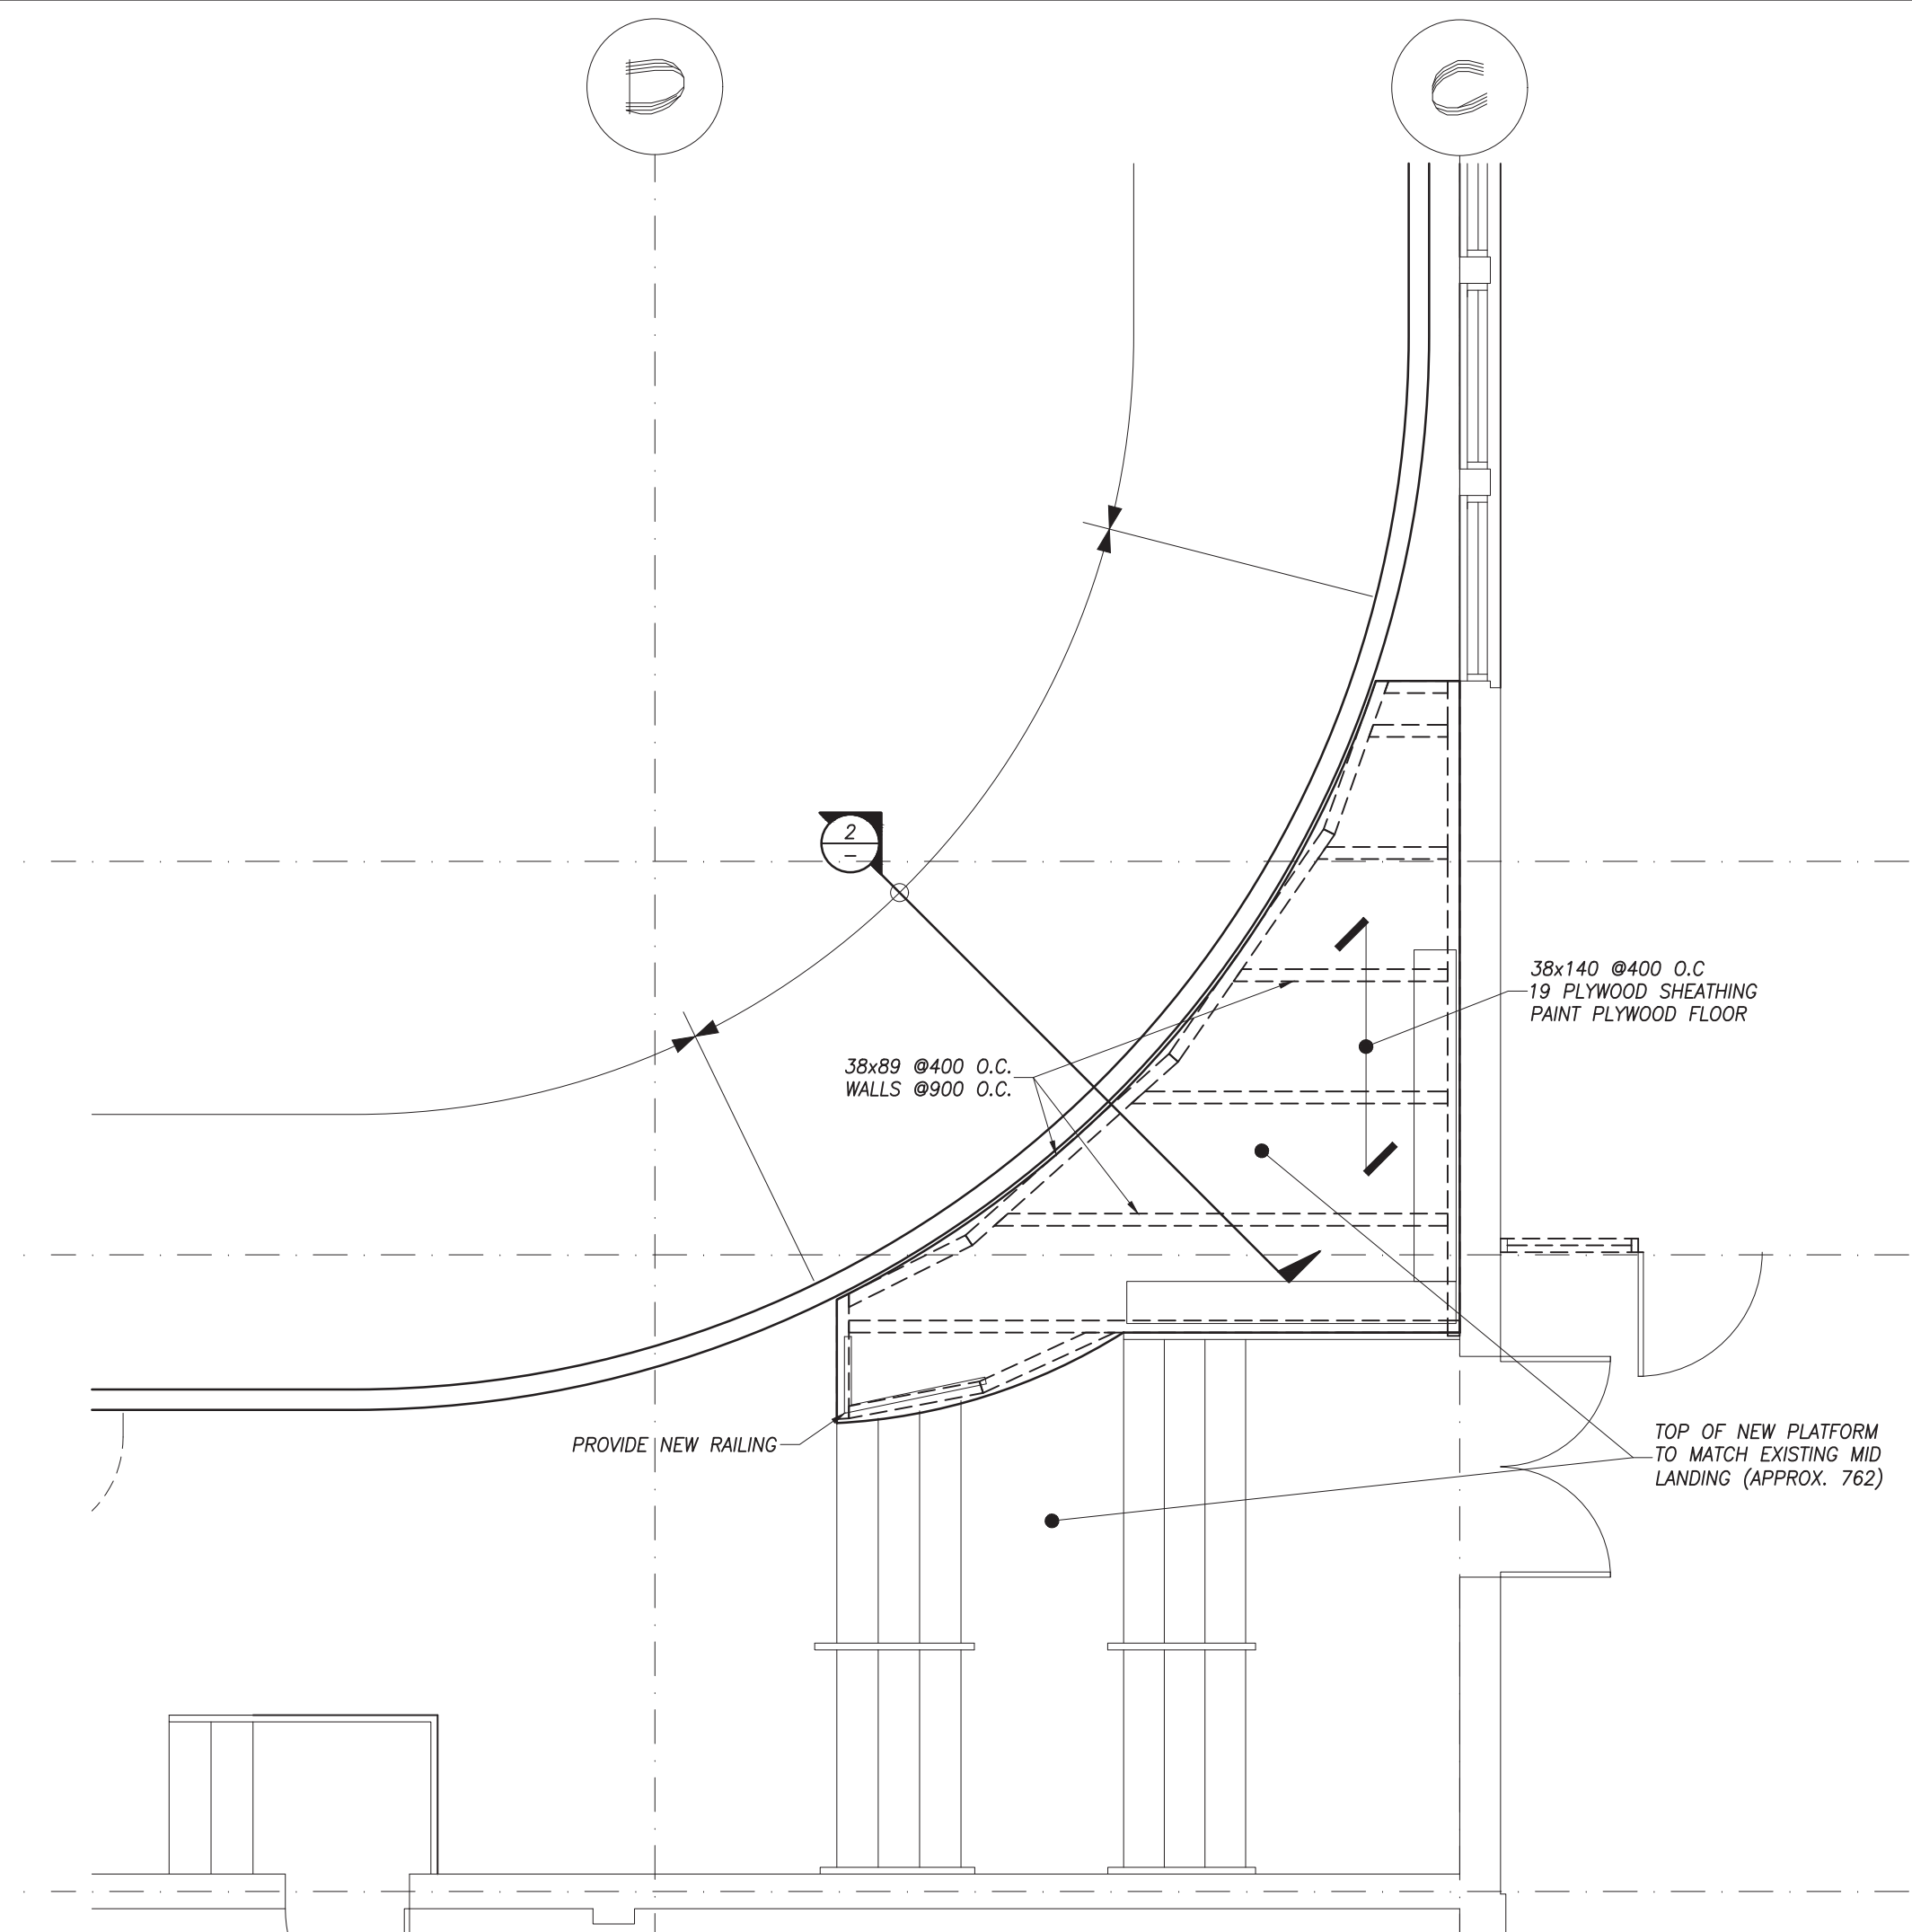 D
C
2
–
38x140 @400 O.C
19 PLYWOOD SHEATHING
PAINT PLYWOOD FLOOR
38x89 @400 O.C.
WALLS @900 O.C.
PROVIDE NEW RAILING
TOP OF NEW PLATFORM
TO MATCH EXISTING MID
LANDING (APPROX. 762)